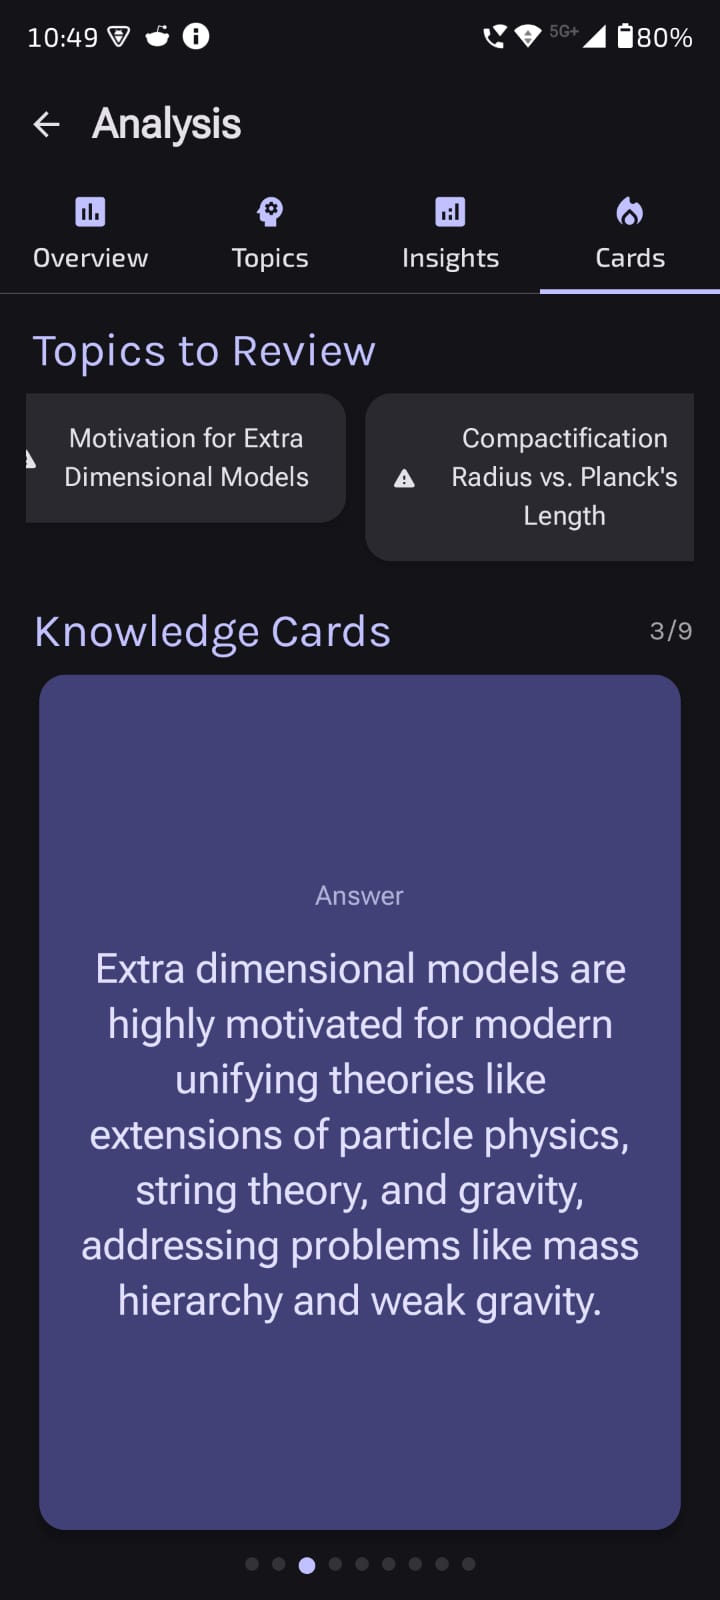 10:49
5G+
80%
Analysis
Overview
Topics
Insights
Cards
Topics to Review
Motivation for Extra
Dimensional Models
Compactification
Radius vs. Planck's
Length
Knowledge Cards
3/9
Answer
Extra dimensional models are
highly motivated for modern
unifying theories like
extensions of particle physics,
string theory, and gravity,
addressing problems like mass
hierarchy and weak gravity.